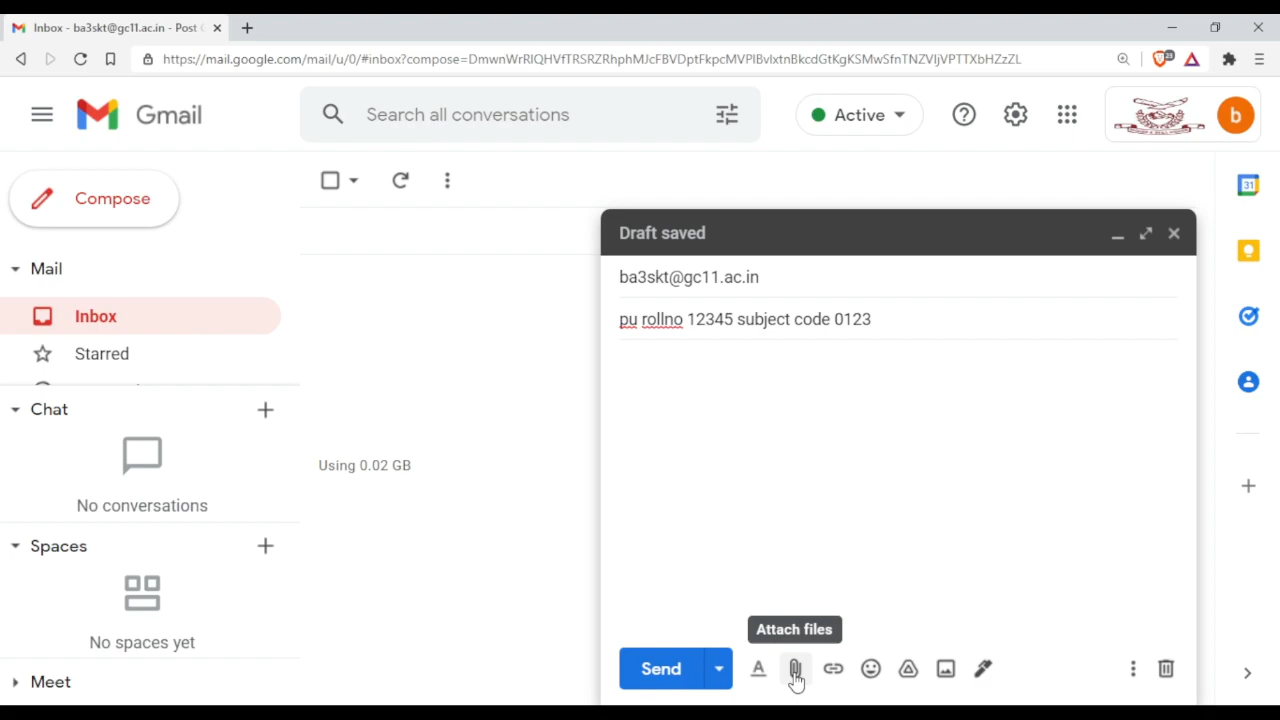 Inbox - ba3skt@gc11.ac.in - Post
https://mail.google.com/mail/u/0/#inbox?compose=DmwnWrRlQHVfTRSRZRhphMJcFBVDptFkpcMVPlBvlxtnBkcdGtKgKSMwSfnTNZVljVPTTXbHZzZL
Gmail
Search all conversations
Active
b
Compose
Mail
Inbox
Starred
Chat
No conversations
Spaces
No spaces yet
Meet
Using 0.02 GB
Draft saved
ba3skt@gc11.ac.in
pu rollno 12345 subject code 0123
Attach files
Send
31